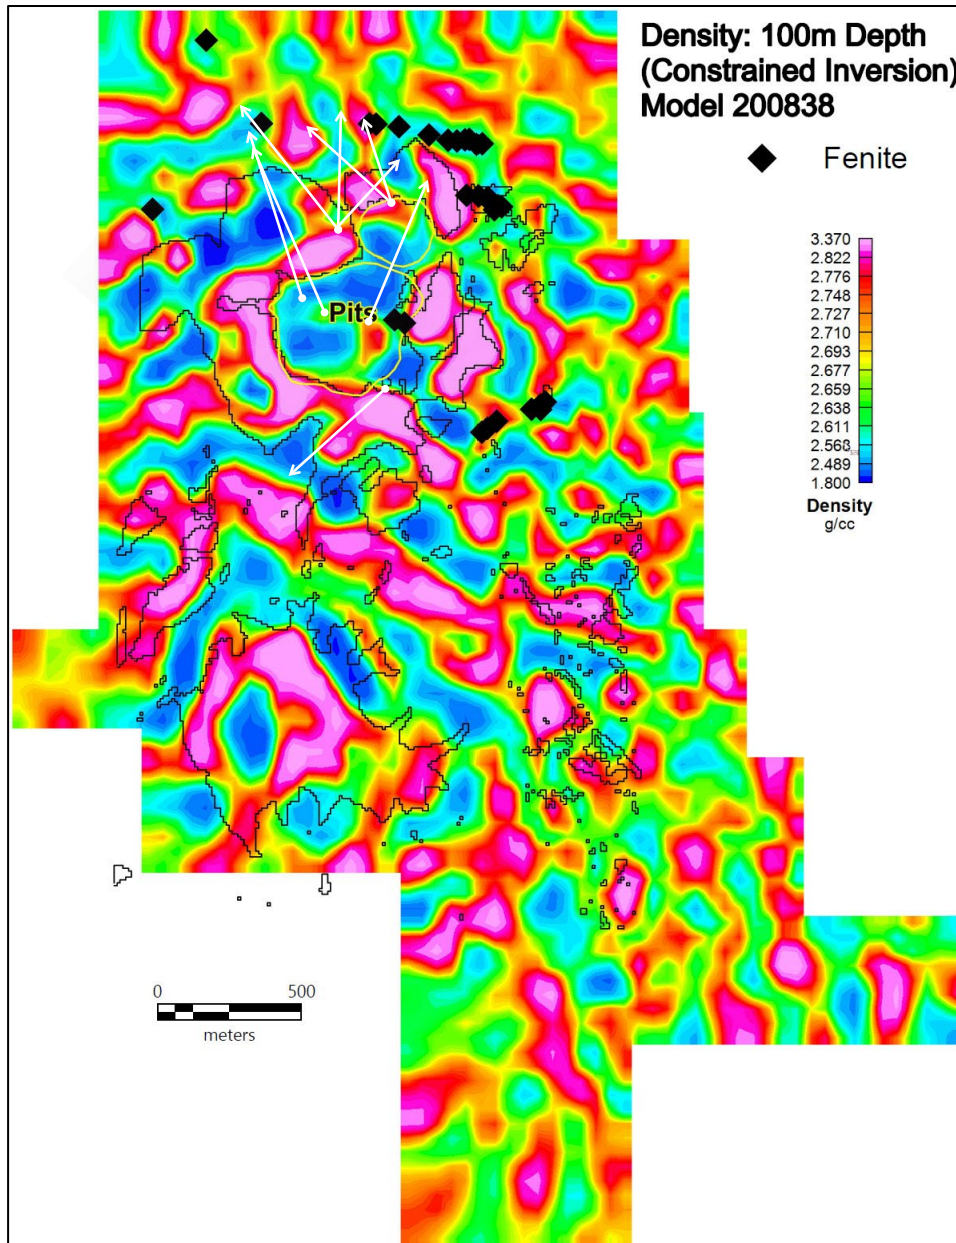 Density: 100m Depth
(Constrained Inversion)
Model 200838
Fenite
3.370
2.822
2.776
2.748
2.727
2.710
2.693
2.677
2.659
2.638
2.611
2.568
2.489
1.800
Density
g/cc
Pits
0 500
meters